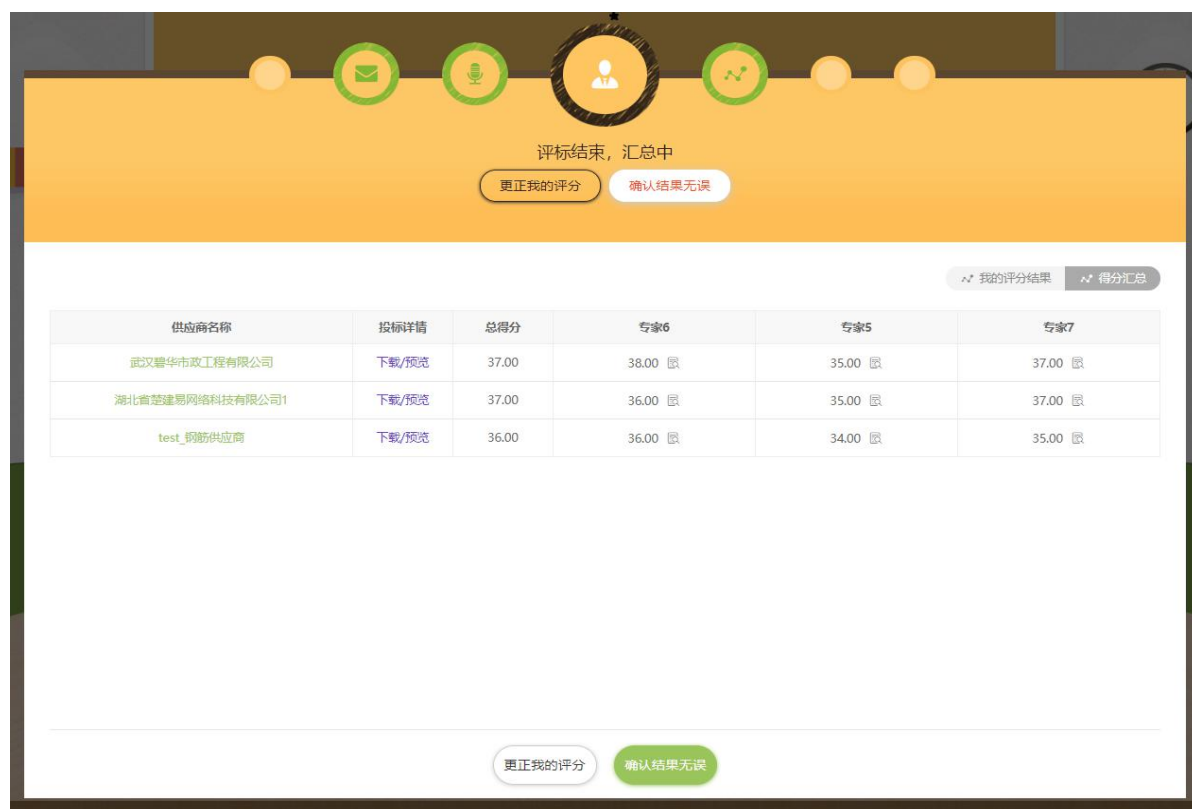 评标结束，汇总中
更正我的评分 确认结果无误
我的评分结果 得分汇总
供应商名称 投标详情 总得分 专家6 专家5 专家7
武汉碧华市政工程有限公司 下载/预览 37.00 38.00 35.00 37.00
湖北省楚建易网络科技有限公司1 下载/预览 37.00 36.00 35.00 37.00
test_钢筋供应商 下载/预览 36.00 36.00 34.00 35.00
更正我的评分 确认结果无误